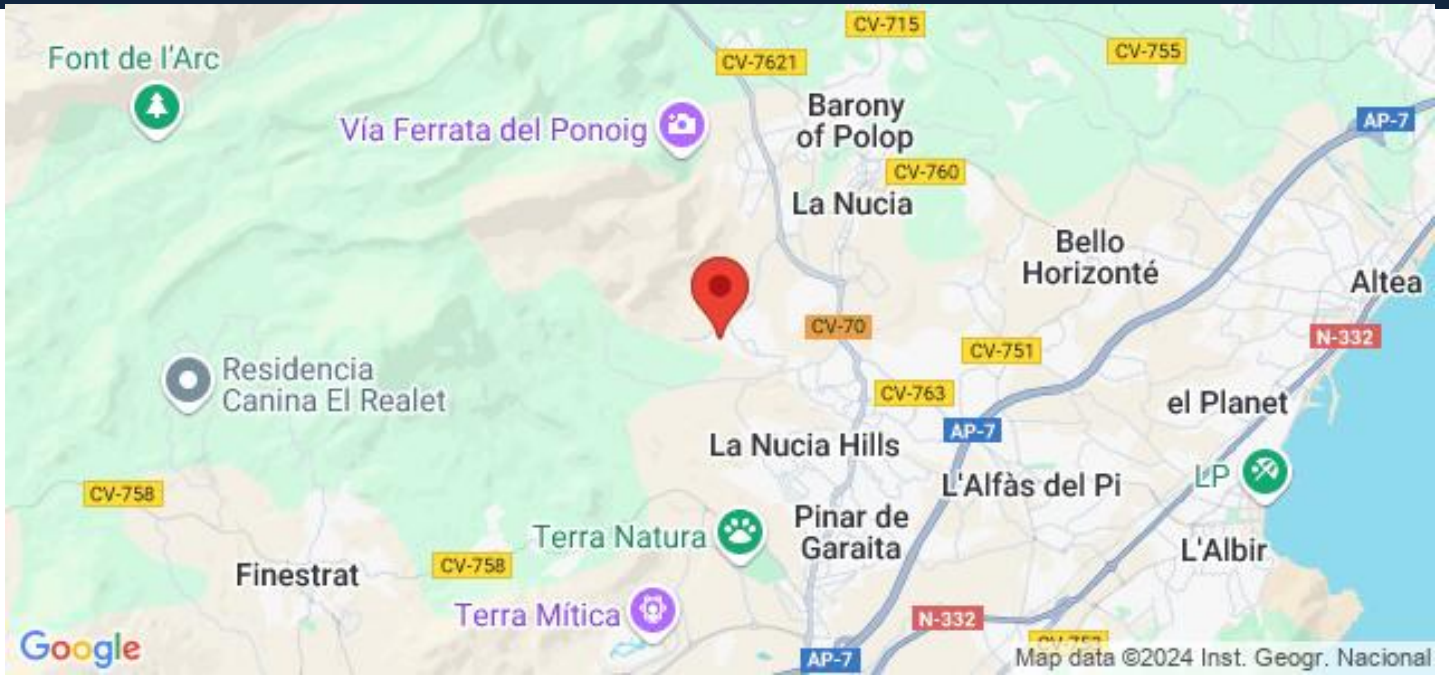 CV-715
CV-755
Font de l'Arc
CV-7621
Barony
of Polop
AP-7
Vía Ferrata del Ponoig
CV-760
La Nucia
Bello
Horizonté
Altea
CV-70
N-332
CV-751
Residencia
Canina El Realet
CV-763
el Planet
AP-7
La Nucia Hills
L'Alfàs del Pi
LP
CV-758
Pinar de
Garaita
Terra Natura
L'Albir
Finestrat
CV-758
Terra Mítica
N-332
CV-753
Google
AP-7
Map data ©2024 Inst. Geogr. Nacional